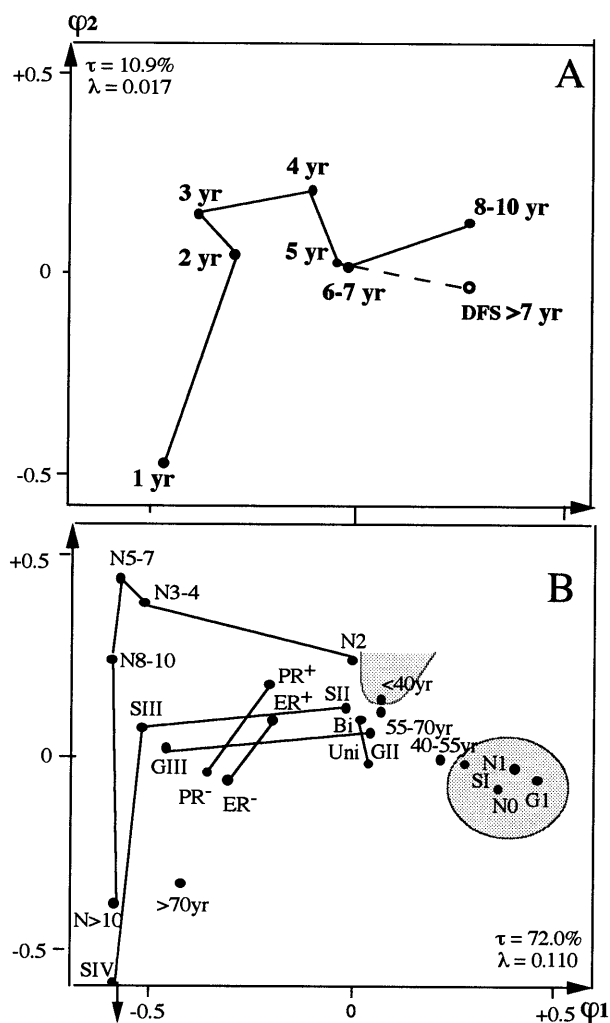 φ2
+0.5
τ = 10.9%
λ = 0.017
A
4 yr
3 yr
8-10 yr
2 yr
5 yr
0
6-7 yr
DFS >7 yr
-0.5
1 yr
+0.5
N5-7
B
N3-4
N2
N8-10
PR+
<40yr
SIII
ER+
SII
Bi
55-70yr
0
GIII
Uni
GII
40-55yr
N1
SI
PR-
ER-
N0
G1
>70yr
N>10
τ = 72.0%
λ = 0.110
-0.5
SIV
-0.5
0
+0.5
φ1